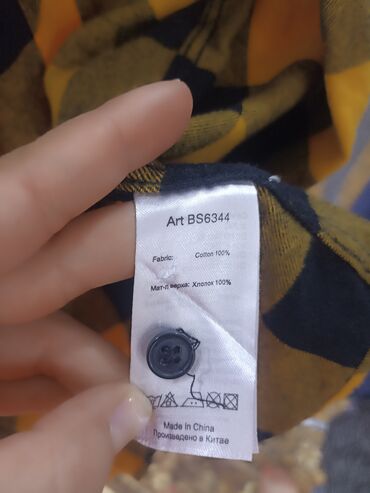 Art BS6344
Fabric: Cotton 100%
Мат-л верха: Хлопок 100%
Made In China
Произведено в Китае